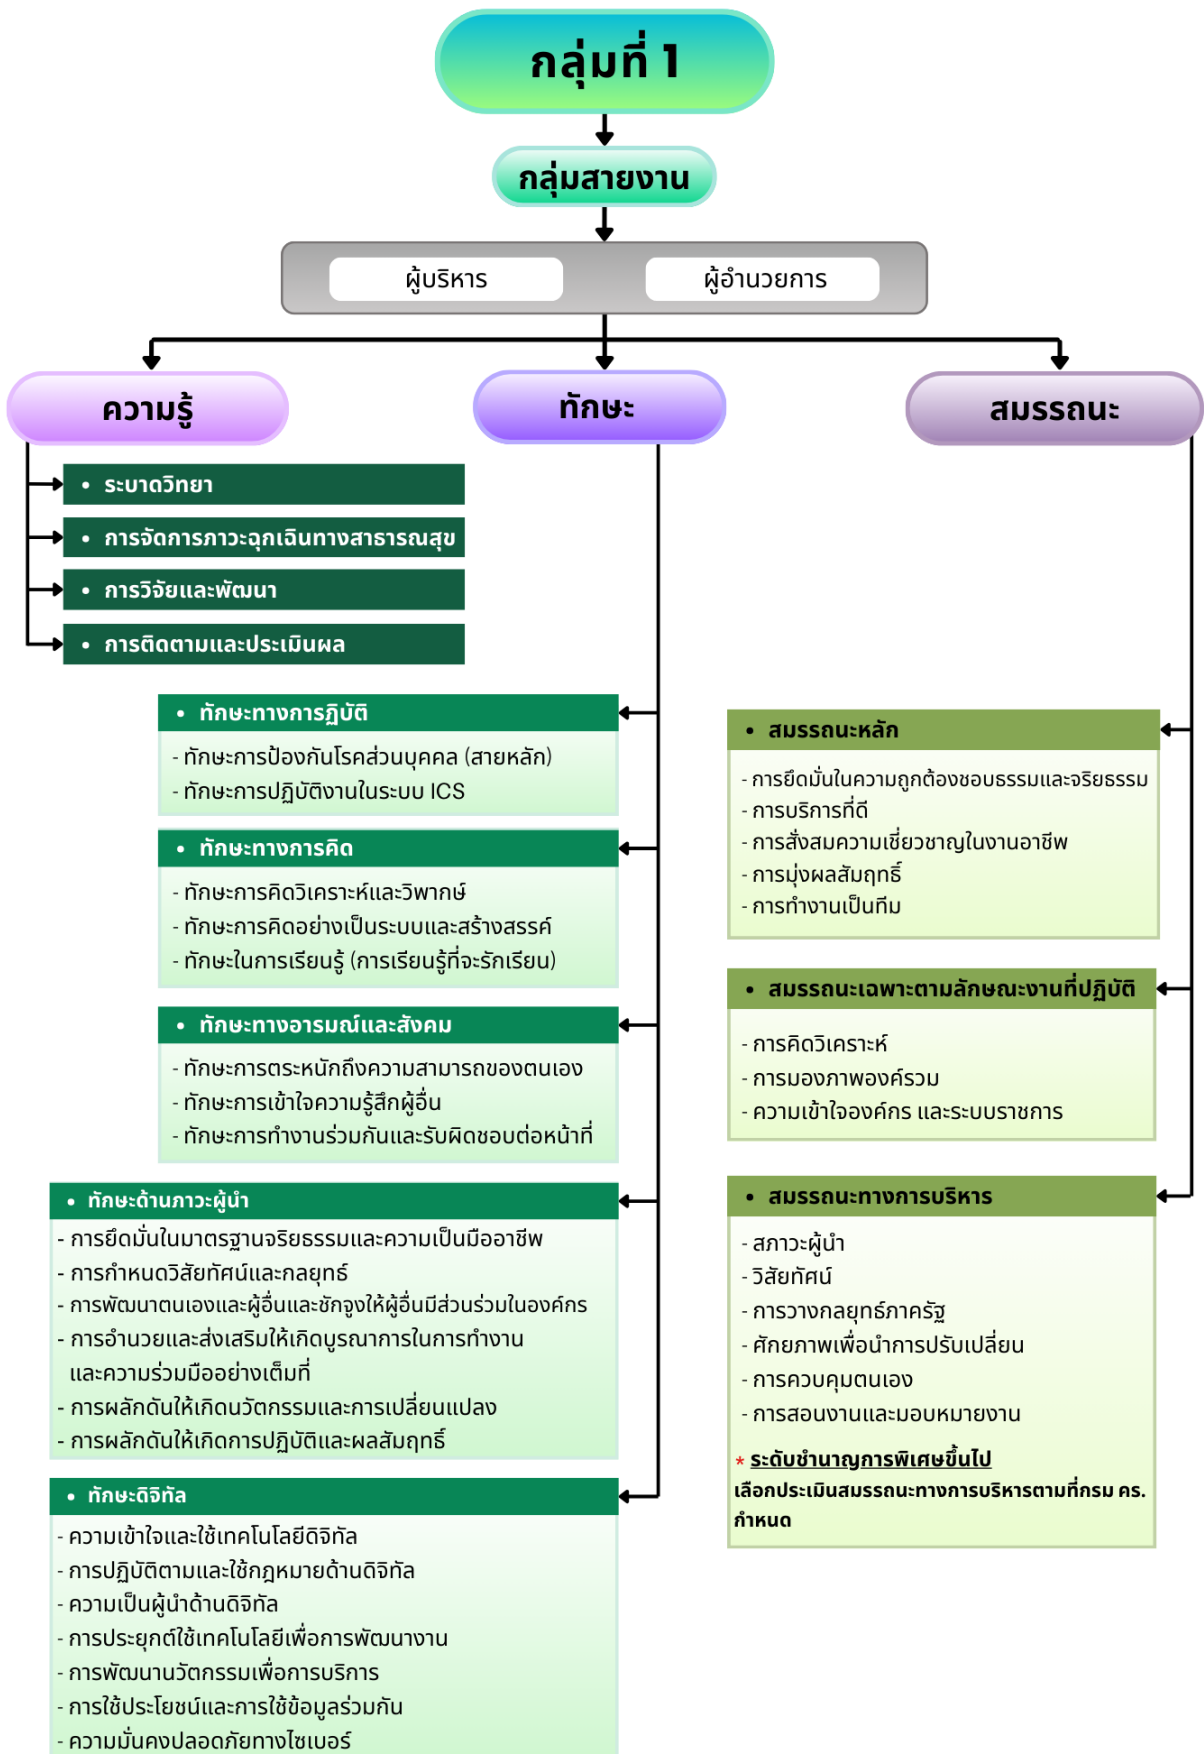 กลุ่มที่ 1
กลุ่มสายงาน
ผู้บริหาร
ผู้อำนวยการ
ความรู้
ทักษะ
สมรรถนะ
• ระบาดวิทยา
• การจัดการภาวะฉุกเฉินทางสาธารณสุข
• การวิจัยและพัฒนา
• การติดตามและประเมินผล
• ทักษะทางการฏิบัติ
- ทักษะการป้องกันโรคส่วนบุคคล (สายหลัก)
- ทักษะการปฏิบัติงานในระบบ ICS
• ทักษะทางการคิด
- ทักษะการคิดวิเคราะห์และวิพากษ์
- ทักษะการคิดอย่างเป็นระบบและสร้างสรรค์
- ทักษะในการเรียนรู้ (การเรียนรู้ที่จะรักเรียน)
• ทักษะทางอารมณ์และสังคม
- ทักษะการตระหนักถึงความสามารถของตนเอง
- ทักษะการเข้าใจความรู้สึกผู้อื่น
- ทักษะการทำงานร่วมกันและรับผิดชอบต่อหน้าที่
• ทักษะด้านภาวะผู้นำ
- การยึดมั่นในมาตรฐานจริยธรรมและความเป็นมืออาชีพ
- การกำหนดวิสัยทัศน์และกลยุทธ์
- การพัฒนาตนเองและผู้อื่นและชักจูงให้ผู้อื่นมีส่วนร่วมในองค์กร
- การอำนวยและส่งเสริมให้เกิดบูรณาการในการทำงาน
และความร่วมมืออย่างเต็มที่
- การผลักดันให้เกิดนวัตกรรมและการเปลี่ยนแปลง
- การผลักดันให้เกิดการปฏิบัติและผลสัมฤทธิ์
• ทักษะดิจิทัล
- ความเข้าใจและใช้เทคโนโลยีดิจิทัล
- การปฏิบัติตามและใช้กฎหมายด้านดิจิทัล
- ความเป็นผู้นำด้านดิจิทัล
- การประยุกต์ใช้เทคโนโลยีเพื่อการพัฒนางาน
- การพัฒนานวัตกรรมเพื่อการบริการ
- การใช้ประโยชน์และการใช้ข้อมูลร่วมกัน
- ความมั่นคงปลอดภัยทางไซเบอร์
• สมรรถนะหลัก
- การยึดมั่นในความถูกต้องชอบธรรมและจริยธรรม
- การบริการที่ดี
- การสั่งสมความเชี่ยวชาญในงานอาชีพ
- การมุ่งผลสัมฤทธิ์
- การทำงานเป็นทีม
• สมรรถนะเฉพาะตามลักษณะงานที่ปฏิบัติ
- การคิดวิเคราะห์
- การมองภาพองค์รวม
- ความเข้าใจองค์กร และระบบราชการ
• สมรรถนะทางการบริหาร
- สภาวะผู้นำ
- วิสัยทัศน์
- การวางกลยุทธ์ภาครัฐ
- ศักยภาพเพื่อนำการปรับเปลี่ยน
- การควบคุมตนเอง
- การสอนงานและมอบหมายงาน
* ระดับชำนาญการพิเศษขึ้นไป
เลือกประเมินสมรรถนะทางการบริหารตามที่กรม คร.
กำหนด